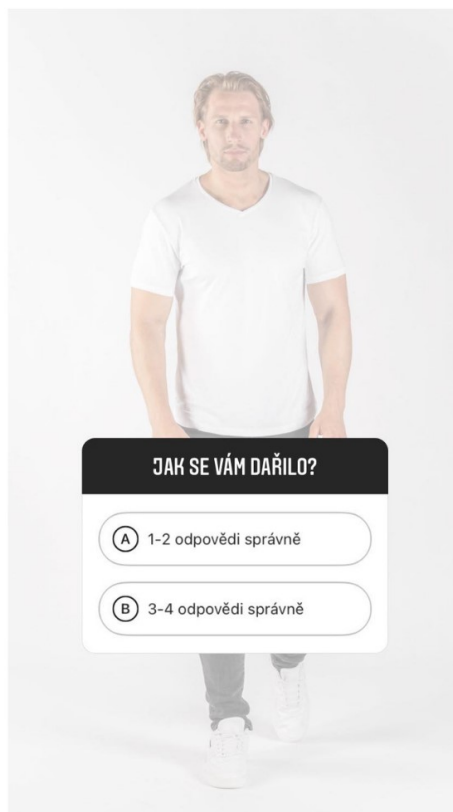 JAK SE VÁM DAŘILO?
A 1-2 odpovědi správně
B 3-4 odpovědi správně